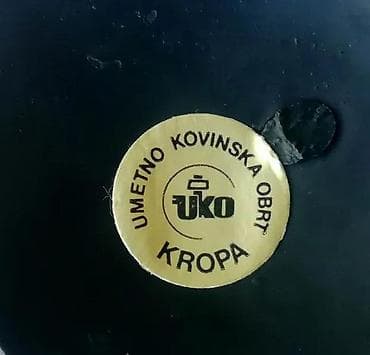 UMETNO KOVINSKA OBRT
UKO
KROPA